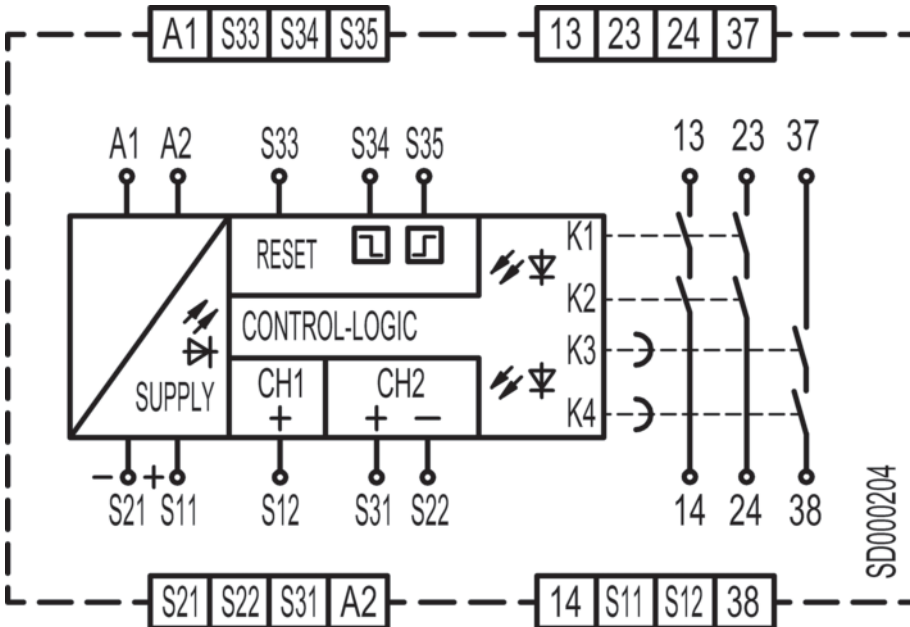 A1 S33 S34 S35 13 23 24 37
A1 A2 S33 S34 S35 13 23 37
RESET K1
K2
CONTROL-LOGIC
K3
SUPPLY CH1 CH2 K4
+ + −
− + 
S21 S11 S12 S31 S22 14 24 38
SD000204
S21 S22 S31 A2 14 S11 S12 38